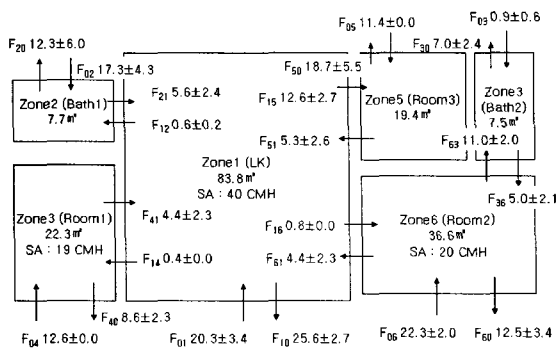 F05 11.4±0.0
F03 0.9±0.6
F20 12.3±6.0
F30 7.0±2.4
F02 17.3±4.3
F50 18.7±5.5
Zone2 (Bath1)
7.7㎡
F21 5.6±2.4
F12 0.6±0.2
F15 12.6±2.7
Zone5 (Room3)
19.4㎡
Zone3
(Bath2)
7.5㎡
F51 5.3±2.6
F63 11.0±2.0
Zone1 (LK)
83.8㎡
SA : 40 CMH
Zone3 (Room1)
22.3㎡
SA : 19 CMH
F41 4.4±2.3
F14 0.4±0.0
F16 0.8±0.0
F61 4.4±2.3
Zone6 (Room2)
36.6㎡
SA : 20 CMH
F36 5.0±2.1
F04 12.6±0.0
F40 8.6±2.3
F01 20.3±3.4
F10 25.6±2.7
F06 22.3±2.0
F60 12.5±3.4